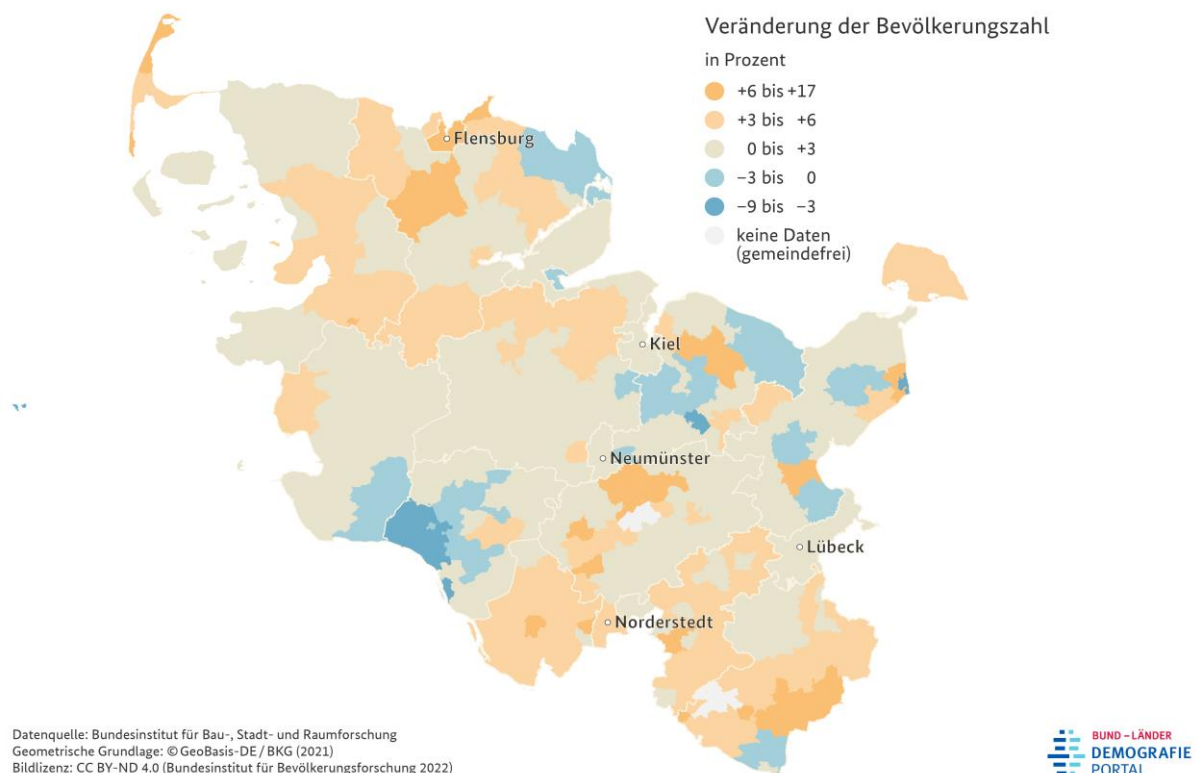 Veränderung der Bevölkerungszahl
in Prozent
+6 bis +17
+3 bis +6
0 bis +3
−3 bis 0
−9 bis −3
keine Daten
(gemeindefrei)
Flensburg
Kiel
Neumünster
Lübeck
Norderstedt
Datenquelle: Bundesinstitut für Bau-, Stadt- und Raumforschung
Geometrische Grundlage: © GeoBasis-DE / BKG (2021)
Bildlizenz: CC BY-ND 4.0 (Bundesinstitut für Bevölkerungsforschung 2022)
BUND – LÄNDER
DEMOGRAFIE
PORTAL